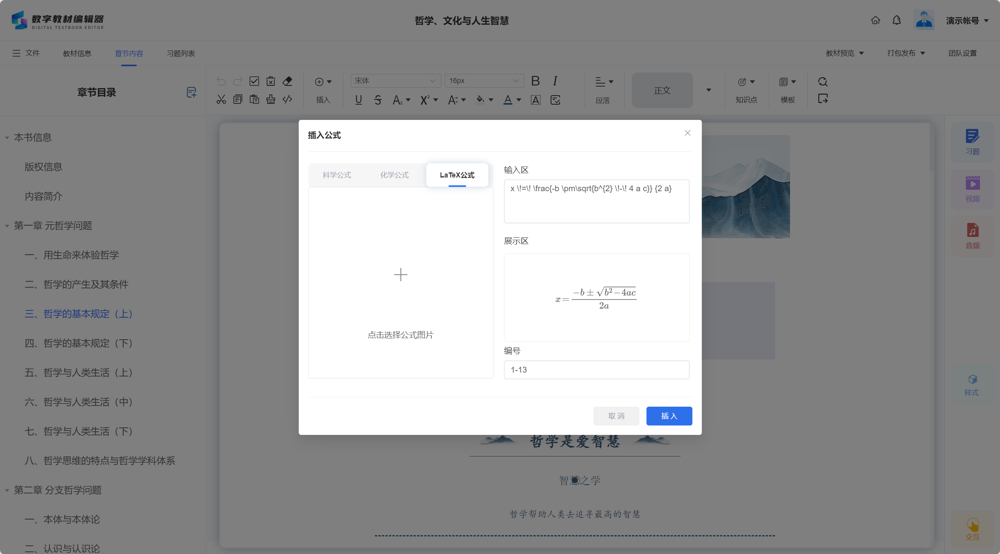 数字教材编辑器
DIGITAL TEXTBOOK EDITOR
哲学、文化与人生智慧
演示帐号
文件
教材信息
章节内容
习题列表
教材预览
打包发布
团队设置
章节目录
插入
宋体
16px
段落
正文
知识点
模板
本书信息
版权信息
内容简介
第一章 元哲学问题
一、用生命来体验哲学
二、哲学的产生及其条件
三、哲学的基本规定（上）
四、哲学的基本规定（下）
五、哲学与人类生活（上）
六、哲学与人类生活（中）
七、哲学与人类生活（下）
八、哲学思维的特点与哲学学科体系
第二章 分支哲学问题
一、本体与本体论
二、认识与认识论
插入公式
科学公式
化学公式
LaTeX公式
点击选择公式图片
输入区
x \!=\! \frac{-b \pm\sqrt{b^{2} \!-\! 4 a c}} {2 a}
展示区
x = \frac{-b ± \sqrt{b^2 - 4ac}}{2a}
编号
1-13
取消
插入
哲学是爱智慧
智慧之学
哲学帮助人类去追寻最高的智慧
习题
视频
音频
样式
交互